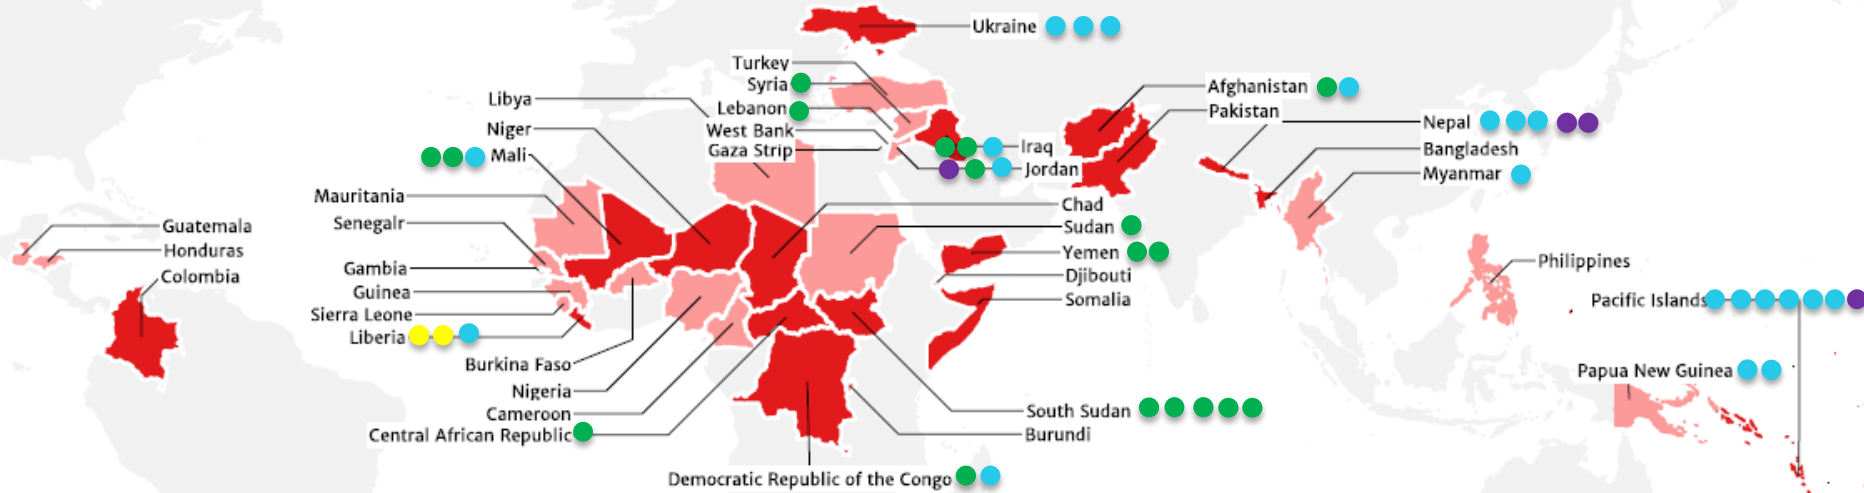 Ukraine
Turkey
Syria
Lebanon
West Bank
Gaza Strip
Libya
Niger
Mali
Mauritania
Senegalr
Gambia
Guinea
Sierra Leone
Liberia
Burkina Faso
Nigeria
Cameroon
Central African Republic
Democratic Republic of the Congo
Guatemala
Honduras
Colombia
Iraq
Jordan
Chad
Sudan
Yemen
Djibouti
Somalia
South Sudan
Burundi
Afghanistan
Pakistan
Nepal
Bangladesh
Myanmar
Philippines
Pacific Islands
Papua New Guinea